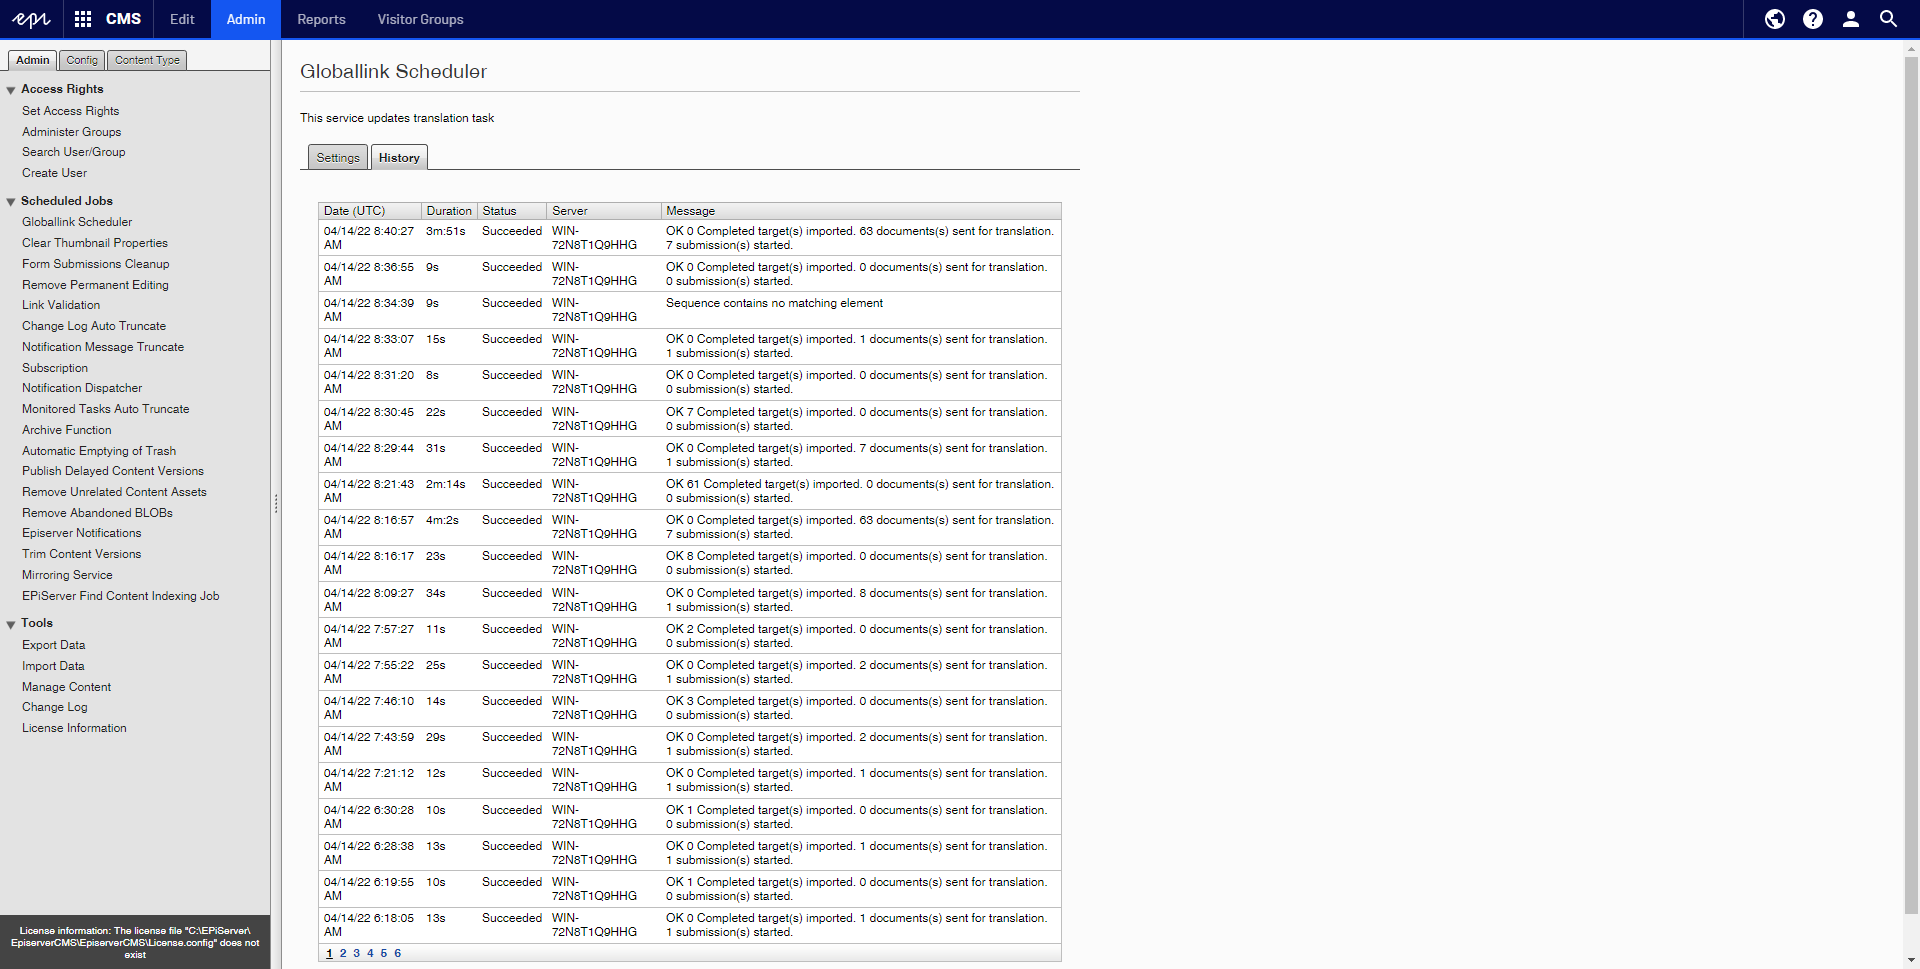 epi
CMS
Edit
Admin
Reports
Visitor Groups
Admin
Config
Content Type
Access Rights
Set Access Rights
Administer Groups
Search User/Group
Create User
Scheduled Jobs
Globallink Scheduler
Clear Thumbnail Properties
Form Submissions Cleanup
Remove Permanent Editing
Link Validation
Change Log Auto Truncate
Notification Message Truncate
Subscription
Notification Dispatcher
Monitored Tasks Auto Truncate
Archive Function
Automatic Emptying of Trash
Publish Delayed Content Versions
Remove Unrelated Content Assets
Remove Abandoned BLOBs
Episerver Notifications
Trim Content Versions
Mirroring Service
EPiServer Find Content Indexing Job
Tools
Export Data
Import Data
Manage Content
Change Log
License Information
License information: The license file "C:\EPiServer\
EpiserverCMS\EpiserverCMS\License.config" does not
exist
Globallink Scheduler
This service updates translation task
Settings
History
Date (UTC) Duration Status Server Message
04/14/22 8:40:27 3m:51s Succeeded WIN- OK 0 Completed target(s) imported. 63 documents(s) sent for translation.
AM 72N8T1Q9HHG 7 submission(s) started.
04/14/22 8:36:55 9s Succeeded WIN- OK 0 Completed target(s) imported. 0 documents(s) sent for translation.
AM 72N8T1Q9HHG 0 submission(s) started.
04/14/22 8:34:39 9s Succeeded WIN- Sequence contains no matching element
AM 72N8T1Q9HHG
04/14/22 8:33:07 15s Succeeded WIN- OK 0 Completed target(s) imported. 1 documents(s) sent for translation.
AM 72N8T1Q9HHG 1 submission(s) started.
04/14/22 8:31:20 8s Succeeded WIN- OK 0 Completed target(s) imported. 0 documents(s) sent for translation.
AM 72N8T1Q9HHG 0 submission(s) started.
04/14/22 8:30:45 22s Succeeded WIN- OK 7 Completed target(s) imported. 0 documents(s) sent for translation.
AM 72N8T1Q9HHG 0 submission(s) started.
04/14/22 8:29:44 31s Succeeded WIN- OK 0 Completed target(s) imported. 7 documents(s) sent for translation.
AM 72N8T1Q9HHG 1 submission(s) started.
04/14/22 8:21:43 2m:14s Succeeded WIN- OK 61 Completed target(s) imported. 0 documents(s) sent for translation.
AM 72N8T1Q9HHG 0 submission(s) started.
04/14/22 8:16:57 4m:2s Succeeded WIN- OK 0 Completed target(s) imported. 63 documents(s) sent for translation.
AM 72N8T1Q9HHG 7 submission(s) started.
04/14/22 8:16:17 23s Succeeded WIN- OK 8 Completed target(s) imported. 0 documents(s) sent for translation.
AM 72N8T1Q9HHG 0 submission(s) started.
04/14/22 8:09:27 34s Succeeded WIN- OK 0 Completed target(s) imported. 8 documents(s) sent for translation.
AM 72N8T1Q9HHG 1 submission(s) started.
04/14/22 7:57:27 11s Succeeded WIN- OK 2 Completed target(s) imported. 0 documents(s) sent for translation.
AM 72N8T1Q9HHG 0 submission(s) started.
04/14/22 7:55:22 25s Succeeded WIN- OK 0 Completed target(s) imported. 2 documents(s) sent for translation.
AM 72N8T1Q9HHG 1 submission(s) started.
04/14/22 7:46:10 14s Succeeded WIN- OK 3 Completed target(s) imported. 0 documents(s) sent for translation.
AM 72N8T1Q9HHG 0 submission(s) started.
04/14/22 7:43:59 29s Succeeded WIN- OK 0 Completed target(s) imported. 2 documents(s) sent for translation.
AM 72N8T1Q9HHG 1 submission(s) started.
04/14/22 7:21:12 12s Succeeded WIN- OK 0 Completed target(s) imported. 1 documents(s) sent for translation.
AM 72N8T1Q9HHG 1 submission(s) started.
04/14/22 6:30:28 10s Succeeded WIN- OK 1 Completed target(s) imported. 0 documents(s) sent for translation.
AM 72N8T1Q9HHG 0 submission(s) started.
04/14/22 6:28:38 13s Succeeded WIN- OK 0 Completed target(s) imported. 1 documents(s) sent for translation.
AM 72N8T1Q9HHG 1 submission(s) started.
04/14/22 6:19:55 10s Succeeded WIN- OK 1 Completed target(s) imported. 0 documents(s) sent for translation.
AM 72N8T1Q9HHG 0 submission(s) started.
04/14/22 6:18:05 13s Succeeded WIN- OK 0 Completed target(s) imported. 1 documents(s) sent for translation.
AM 72N8T1Q9HHG 1 submission(s) started.
1 2 3 4 5 6